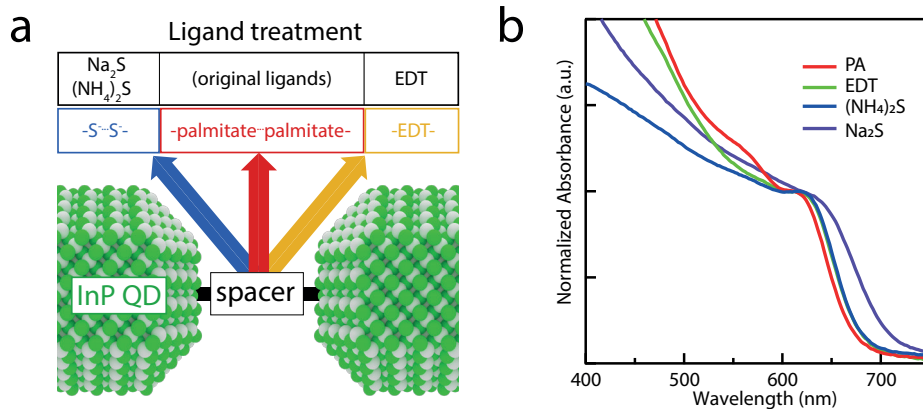 a
Ligand treatment
Na₂S
(NH₄)₂S
(original ligands)
EDT
-S⁻···S⁻-
-palmitate···palmitate-
-EDT-
InP QD
spacer
b
Normalized Absorbance (a.u.)
PA
EDT
(NH₄)₂S
Na₂S
400
500
600
700
Wavelength (nm)